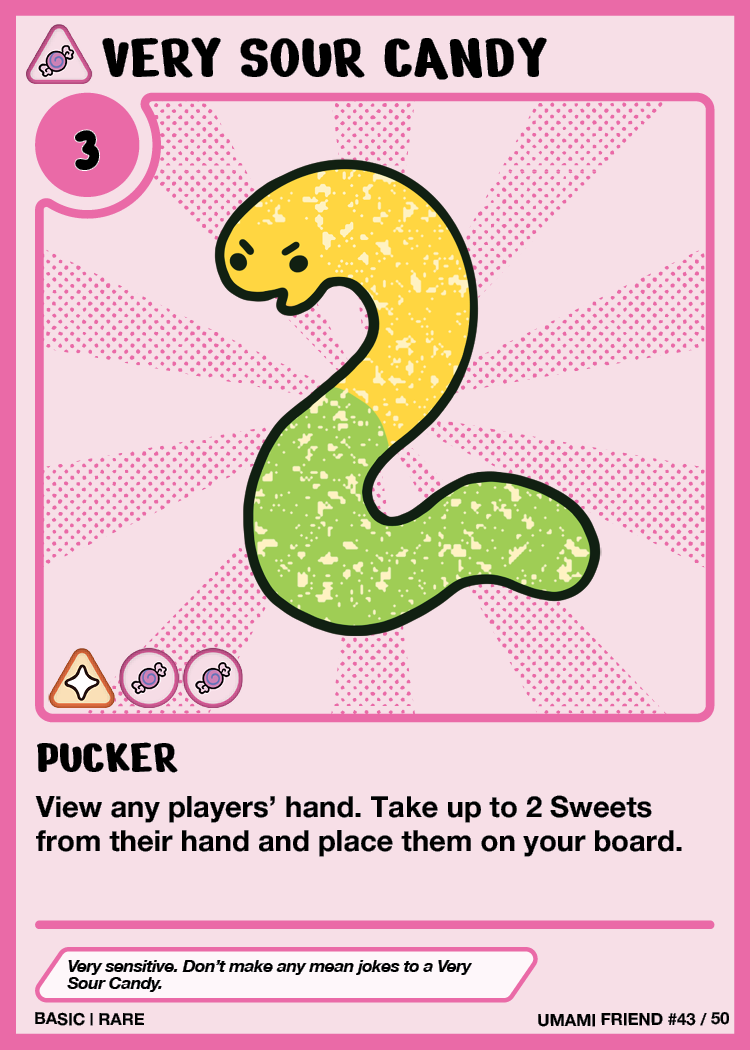 VERY SOUR CANDY
3
PUCKER
View any players’ hand. Take up to 2 Sweets
from their hand and place them on your board.
Very sensitive. Don’t make any mean jokes to a Very
Sour Candy.
BASIC | RARE
UMAMI FRIEND #43 / 50